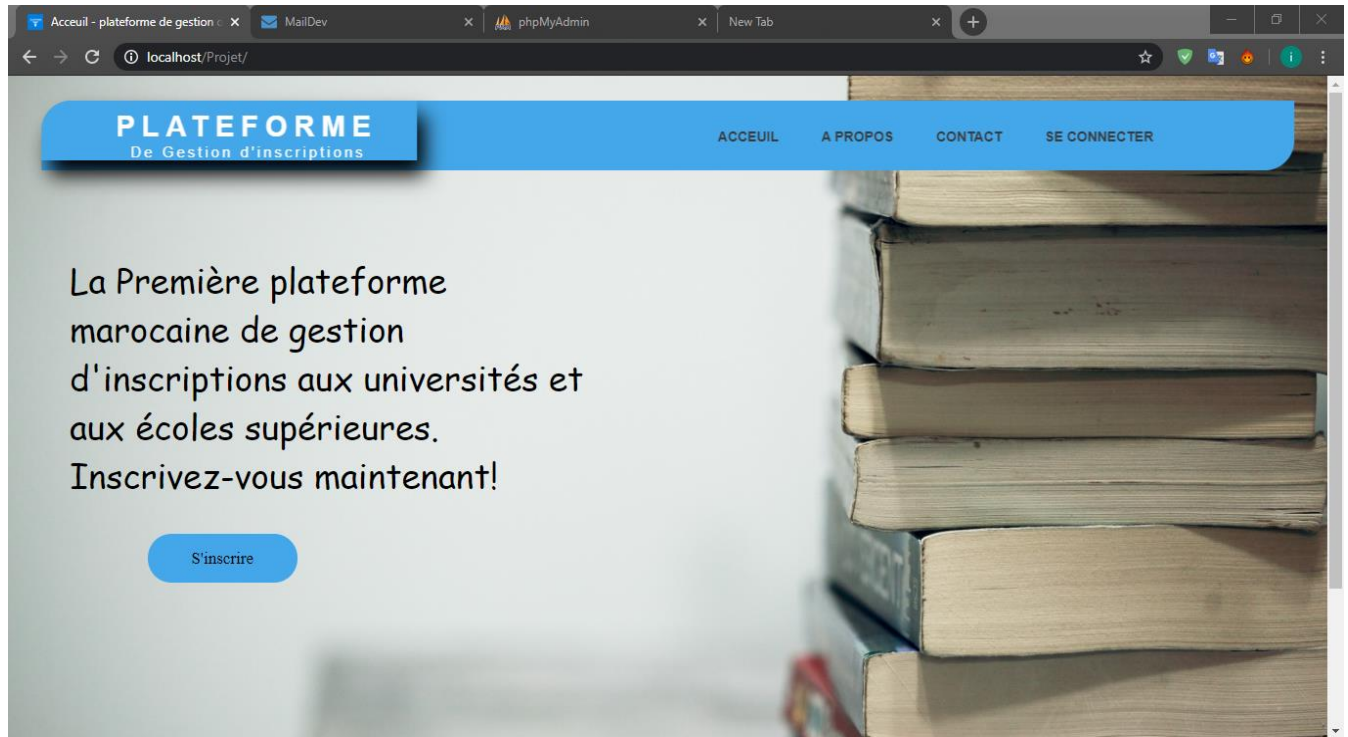 Acceuil - plateforme de gestion
MailDev
phpMyAdmin
New Tab
localhost/Projet/
PLATEFORME
De Gestion d'inscriptions
ACCEUIL
A PROPOS
CONTACT
SE CONNECTER
La Première plateforme
marocaine de gestion
d'inscriptions aux universités et
aux écoles supérieures.
Inscrivez-vous maintenant!
S'inscrire